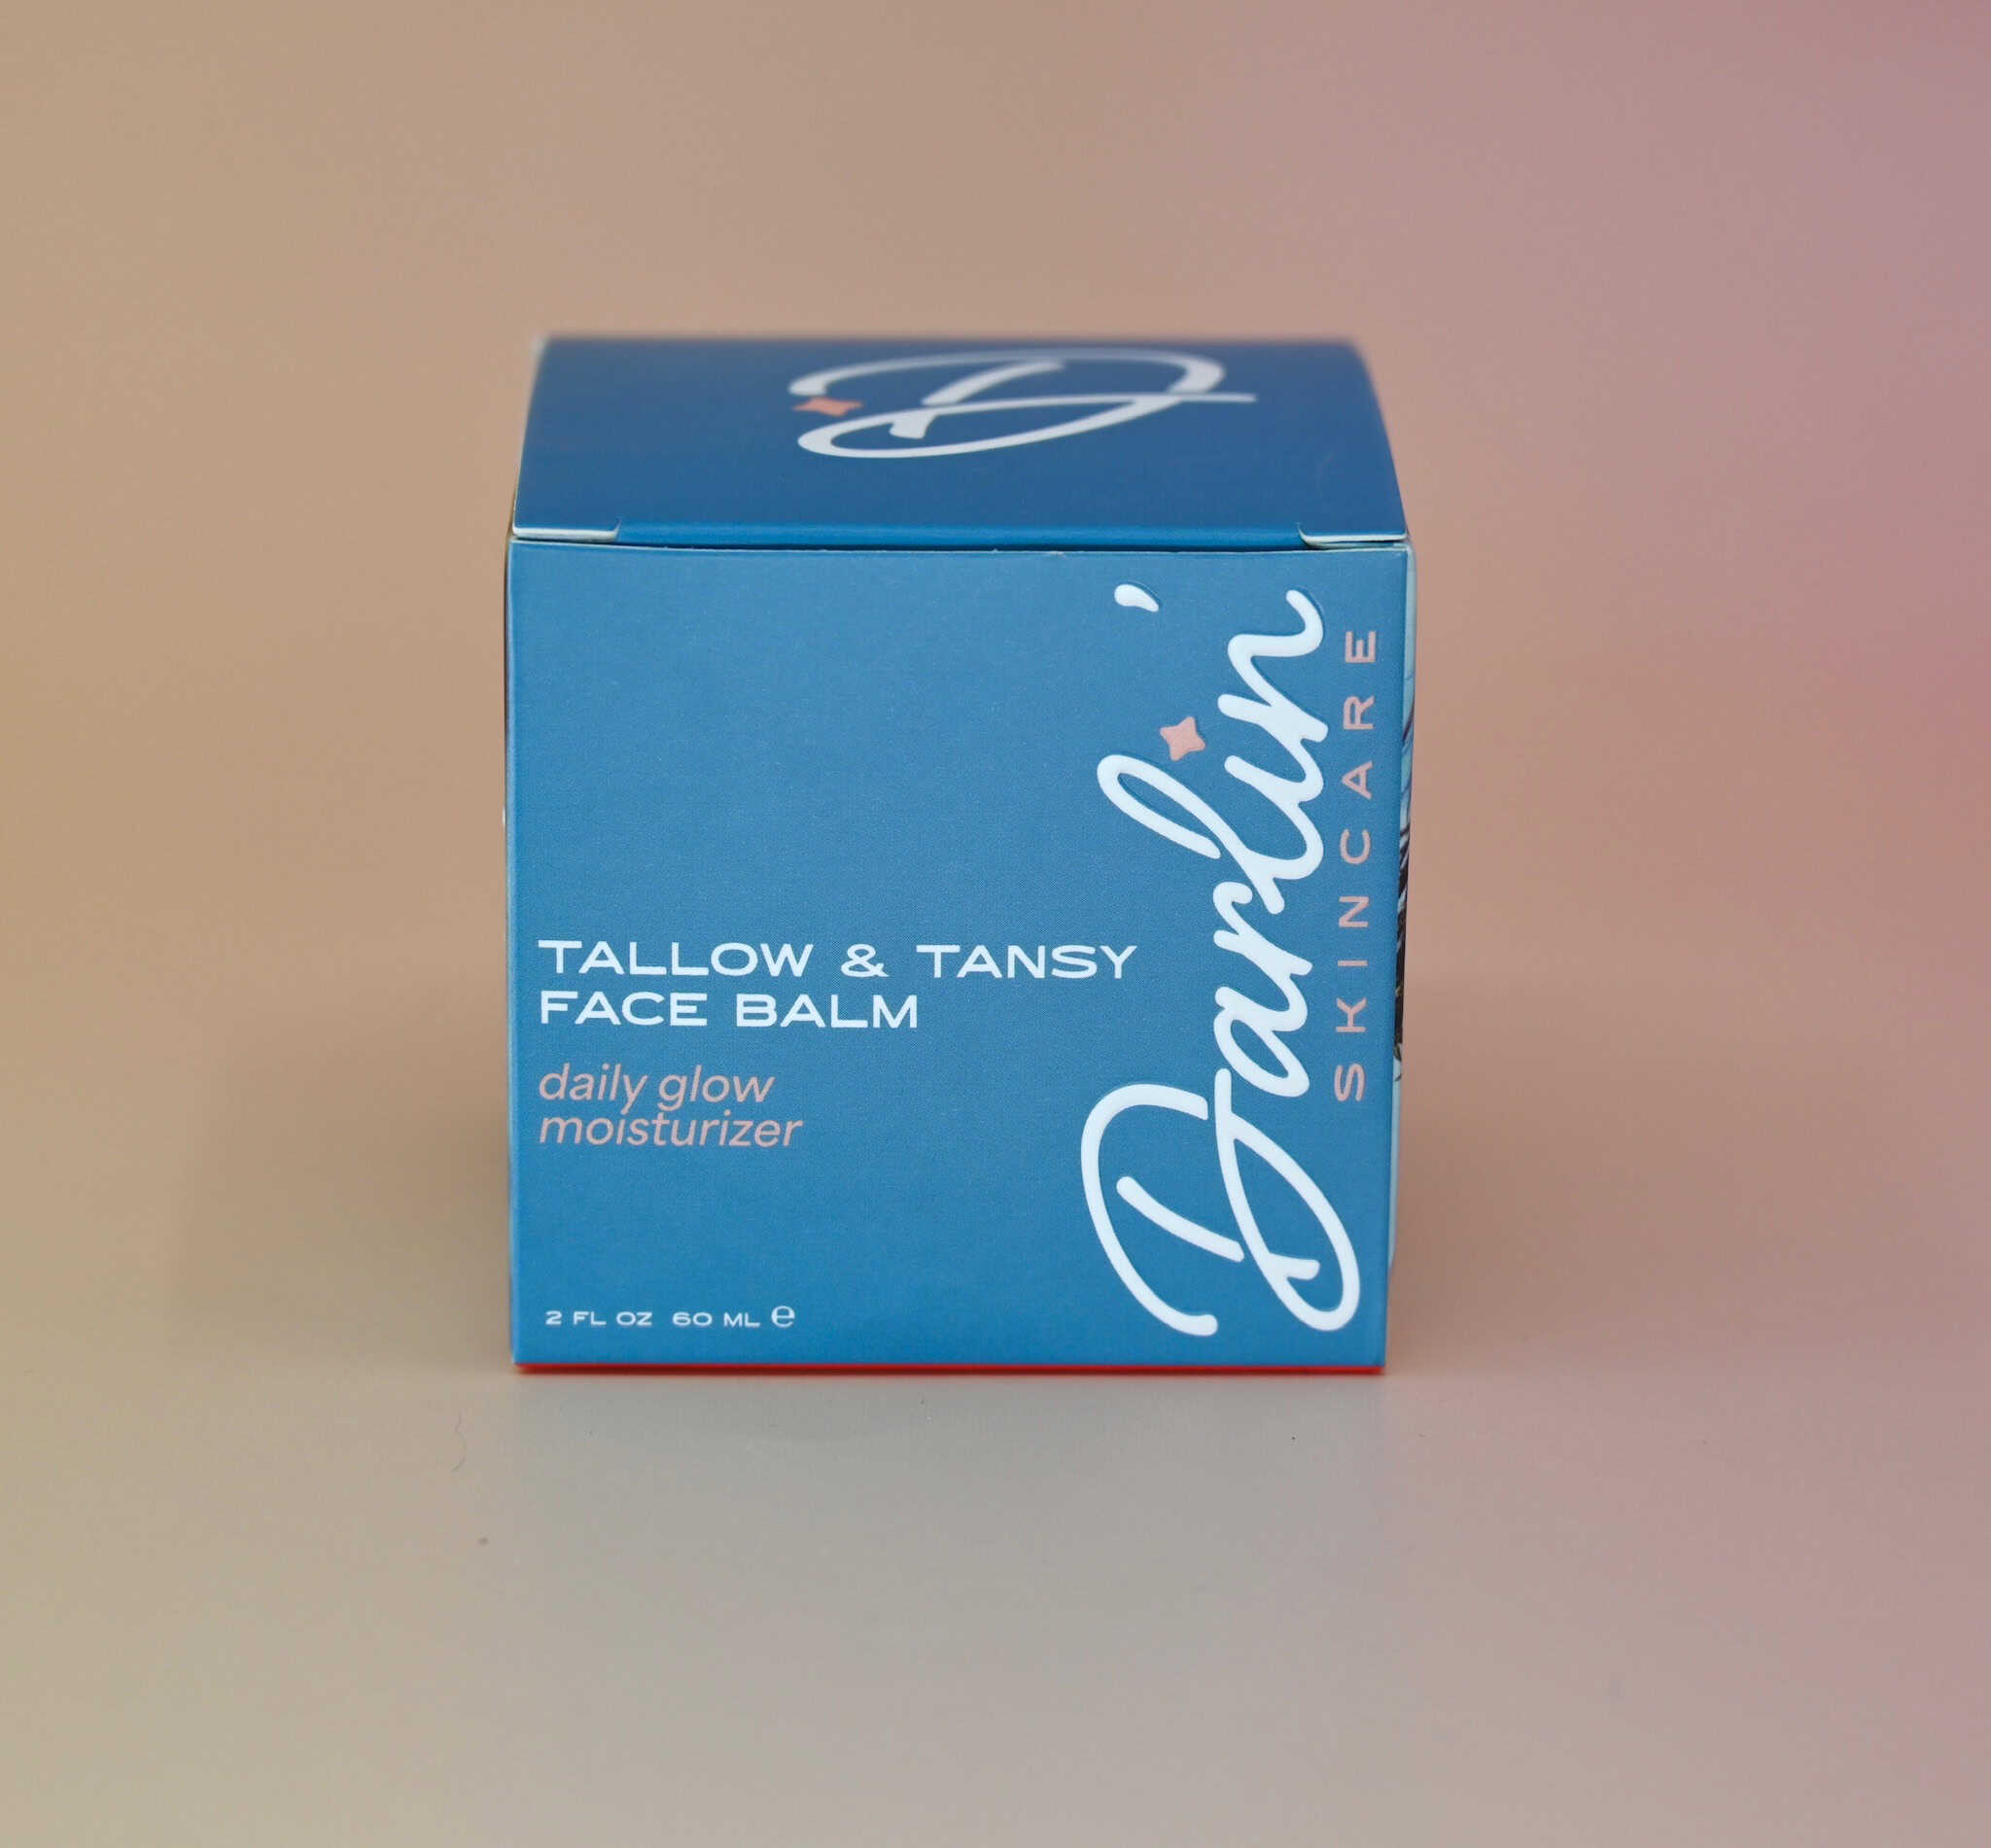 D
TALLOW & TANSY
FACE BALM
daily glow
moisturizer
2 FL OZ 60 ML ℮
Darlin'
SKINCARE